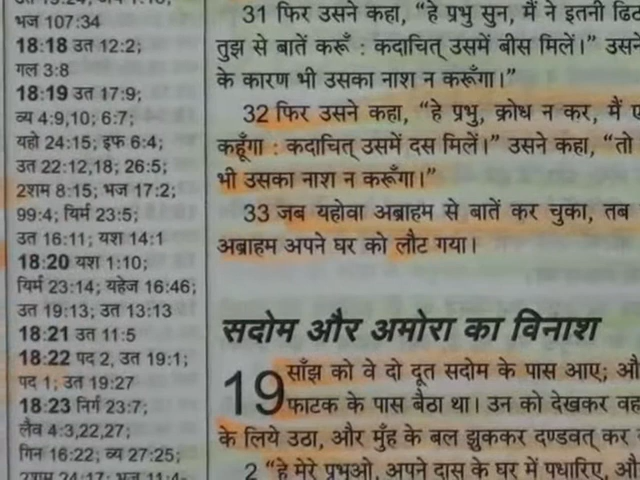 भज 107:34
18:18 उत 12:2;
गल 3:8
18:19 उत 17:9;
व्य 4:9,10; 6:7;
यहो 24:15; इफ 6:4;
उत 22:12,18; 26:5;
2शम 8:15; भज 17:2;
99:4; यिर्म 23:5;
उत 16:11; यश 14:1
18:20 यश 1:10;
यिर्म 23:14; यहेज 16:46;
उत 19:13; उत 13:13
18:21 उत 11:5
18:22 पद 2, उत 19:1;
पद 1; उत 19:27
18:23 निर्ग 23:7;
लैव 4:3,22,27;
गिन 16:22; व्य 27:25;
2शम 24:17; भज 11:4-
31 फिर उसने कहा, “हे प्रभु सुन, मैं ने इतनी
तुझ से बातें करूँ : कदाचित् उसमें बीस मिलें।” उसने
के कारण भी उसका नाश न करूँगा।”
32 फिर उसने कहा, “हे प्रभु, क्रोध न कर, मैं
कहूँगा : कदाचित् उसमें दस मिलें।” उसने कहा, “तो
भी उसका नाश न करूँगा।”
33 जब यहोवा अब्राहम से बातें कर चुका, तब
अब्राहम अपने घर को लौट गया।
सदोम और अमोरा का विनाश
19 साँझ को वे दो दूत सदोम के पास आए;
फाटक के पास बैठा था। उन को देखकर वह
के लिये उठा, और मुँह के बल झुककर दण्डवत् कर
2 “हे मेरे प्रभुओ, अपने दास के घर में पधारिए,